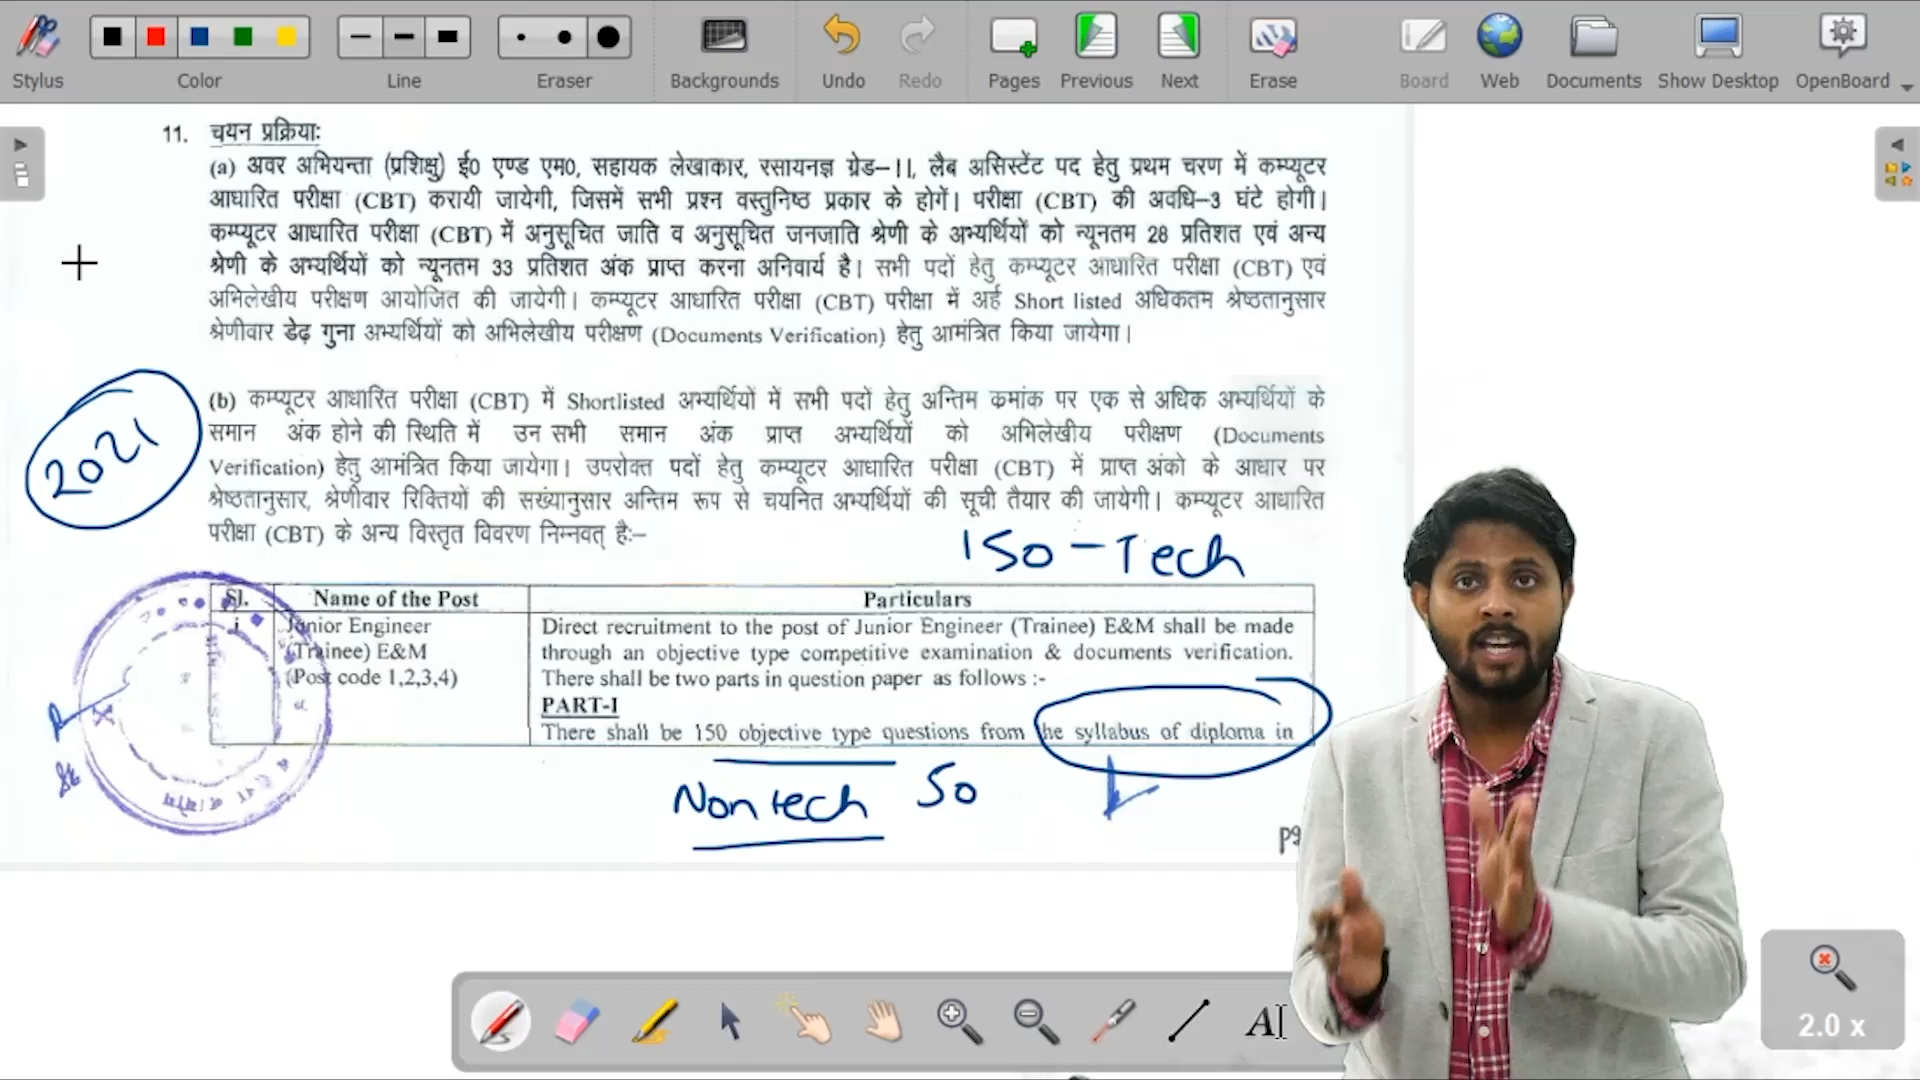 Stylus
Color
Line
Eraser
Backgrounds
Undo
Redo
Pages
Previous
Next
Erase
Board
Web
Documents
Show Desktop
OpenBoard
11. चयन प्रक्रियाः
(a) अवर अभियन्ता (प्रशिक्षु) ई0 एण्ड एम0, सहायक लेखाकार, रसायनज्ञ ग्रेड-।।, लैब असिस्टेंट पद हेतु प्रथम चरण में कम्प्यूटर
आधारित परीक्षा (CBT) करायी जायेगी, जिसमें सभी प्रश्न वस्तुनिष्ठ प्रकार के होगें। परीक्षा (CBT) की अवधि-3 घंटे होगी।
कम्प्यूटर आधारित परीक्षा (CBT) में अनुसूचित जाति व अनुसूचित जनजाति श्रेणी के अभ्यर्थियों को न्यूनतम 28 प्रतिशत एवं अन्य
श्रेणी के अभ्यर्थियों को न्यूनतम 33 प्रतिशत अंक प्राप्त करना अनिवार्य है। सभी पदों हेतु कम्प्यूटर आधारित परीक्षा (CBT) एवं
अभिलेखीय परीक्षण आयोजित की जायेगी। कम्प्यूटर आधारित परीक्षा (CBT) परीक्षा में अर्ह Short listed अधिकतम श्रेष्ठतानुसार
श्रेणीवार डेढ़ गुना अभ्यर्थियों को अभिलेखीय परीक्षण (Documents Verification) हेतु आमंत्रित किया जायेगा।
2021
(b) कम्प्यूटर आधारित परीक्षा (CBT) में Shortlisted अभ्यर्थियों में सभी पदों हेतु अन्तिम क्रमांक पर एक से अधिक अभ्यर्थियों के
समान अंक होने की स्थिति में उन सभी समान अंक प्राप्त अभ्यर्थियों को अभिलेखीय परीक्षण (Documents
Verification) हेतु आमंत्रित किया जायेगा। उपरोक्त पदों हेतु कम्प्यूटर आधारित परीक्षा (CBT) में प्राप्त अंको के आधार पर
श्रेष्ठतानुसार, श्रेणीवार रिक्तियों की सख्यांनुसार अन्तिम रूप से चयनित अभ्यर्थियों की सूची तैयार की जायेगी। कम्प्यूटर आधारित
परीक्षा (CBT) के अन्य विस्तृत विवरण निम्नवत् हैः-
150 - Tech
Sl. Name of the Post Particulars
i Junior Engineer
(Trainee) E&M
(Post code 1,2,3,4)
Direct recruitment to the post of Junior Engineer (Trainee) E&M shall be made
through an objective type competitive examination & documents verification.
There shall be two parts in question paper as follows :-
PART-I
There shall be 150 objective type questions from the syllabus of diploma in
Nontech 50
2.0 x